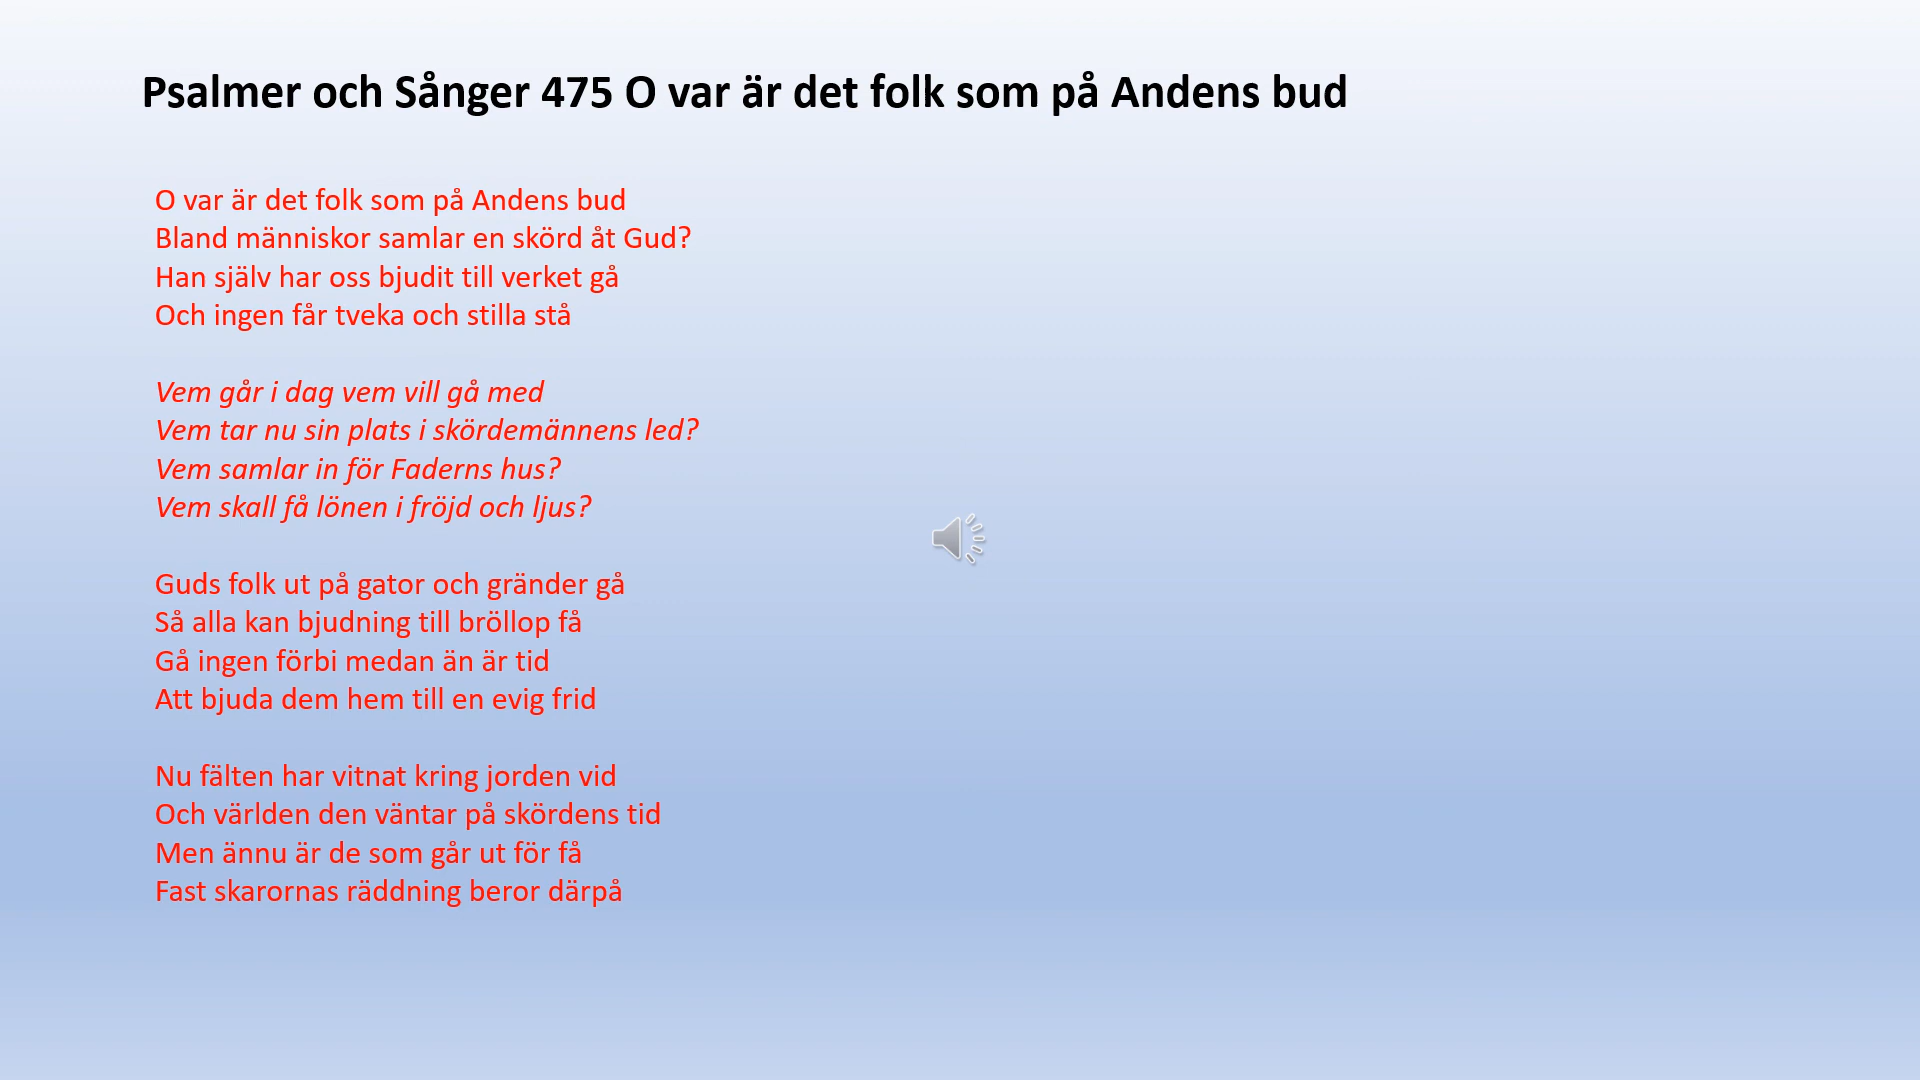 Psalmer och Sånger 475 O var är det folk som på Andens bud
O var är det folk som på Andens bud
Bland människor samlar en skörd åt Gud?
Han själv har oss bjudit till verket gå
Och ingen får tveka och stilla stå
Vem går i dag vem vill gå med
Vem tar nu sin plats i skördemännens led?
Vem samlar in för Faderns hus?
Vem skall få lönen i fröjd och ljus?
Guds folk ut på gator och gränder gå
Så alla kan bjudning till bröllop få
Gå ingen förbi medan än är tid
Att bjuda dem hem till en evig frid
Nu fälten har vitnat kring jorden vid
Och världen den väntar på skördens tid
Men ännu är de som går ut för få
Fast skarornas räddning beror därpå